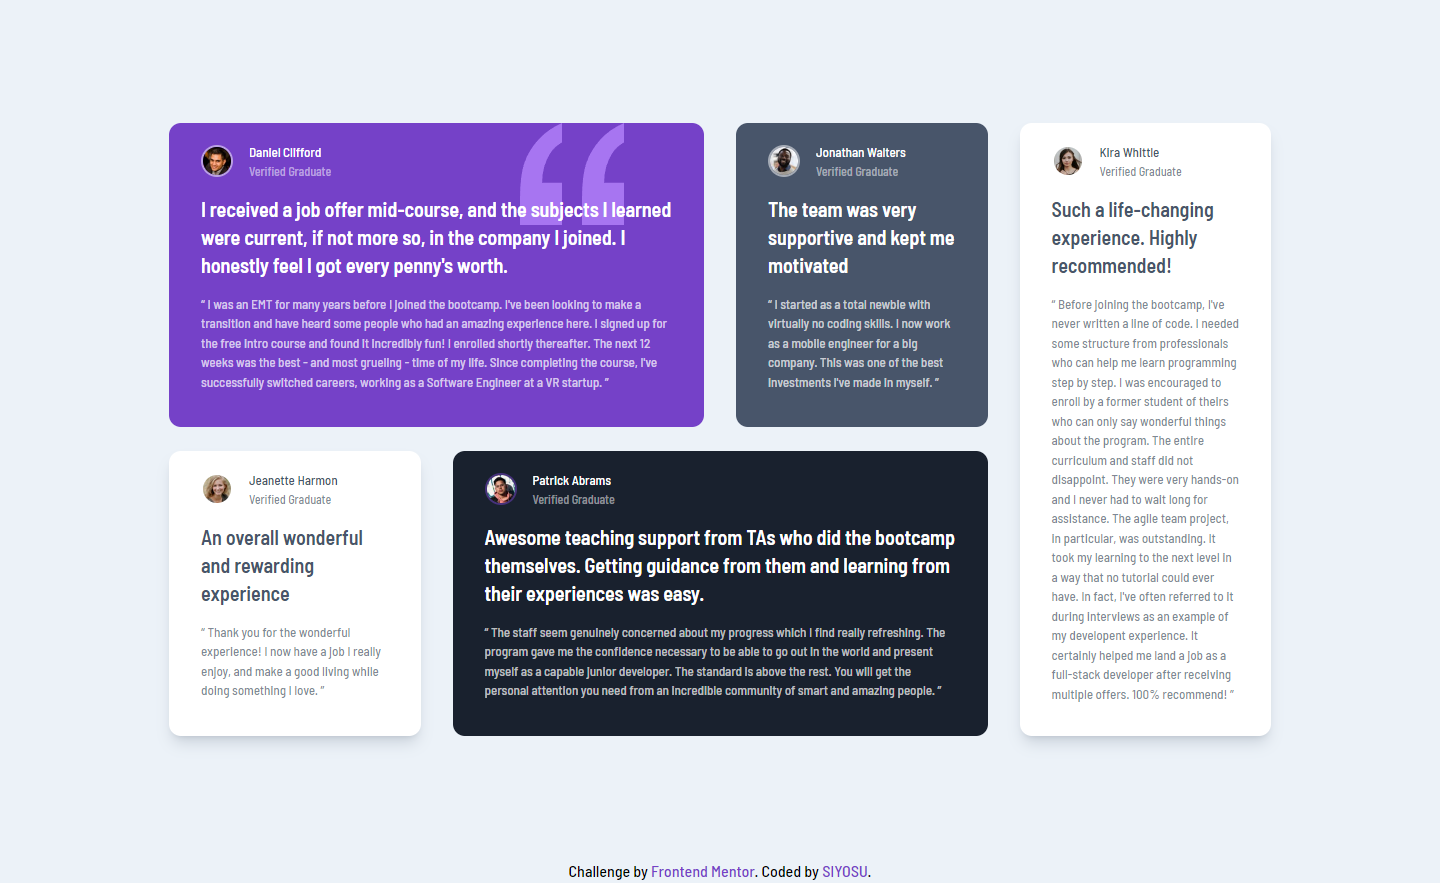 Daniel Clifford
Verified Graduate
I received a job offer mid-course, and the subjects I learned
were current, if not more so, in the company I joined. I
honestly feel I got every penny's worth.
“ I was an EMT for many years before I joined the bootcamp. I've been looking to make a
transition and have heard some people who had an amazing experience here. I signed up for
the free intro course and found it incredibly fun! I enrolled shortly thereafter. The next 12
weeks was the best - and most grueling - time of my life. Since completing the course, I've
successfully switched careers, working as a Software Engineer at a VR startup. ”
Jonathan Walters
Verified Graduate
The team was very
supportive and kept me
motivated
“ I started as a total newbie with
virtually no coding skills. I now work
as a mobile engineer for a big
company. This was one of the best
investments I've made in myself. ”
Kira Whittle
Verified Graduate
Such a life-changing
experience. Highly
recommended!
“ Before joining the bootcamp, I've
never written a line of code. I needed
some structure from professionals
who can help me learn programming
step by step. I was encouraged to
enroll by a former student of theirs
who can only say wonderful things
about the program. The entire
curriculum and staff did not
disappoint. They were very hands-on
and I never had to wait long for
assistance. The agile team project,
in particular, was outstanding. It
took my learning to the next level in
a way that no tutorial could ever
have. In fact, I've often referred to it
during interviews as an example of
my developent experience. It
certainly helped me land a job as a
full-stack developer after receiving
multiple offers. 100% recommend! ”
Jeanette Harmon
Verified Graduate
An overall wonderful
and rewarding
experience
“ Thank you for the wonderful
experience! I now have a job I really
enjoy, and make a good living while
doing something I love. ”
Patrick Abrams
Verified Graduate
Awesome teaching support from TAs who did the bootcamp
themselves. Getting guidance from them and learning from
their experiences was easy.
“ The staff seem genuinely concerned about my progress which I find really refreshing. The
program gave me the confidence necessary to be able to go out in the world and present
myself as a capable junior developer. The standard is above the rest. You will get the
personal attention you need from an incredible community of smart and amazing people. ”
Challenge by Frontend Mentor. Coded by SIYOSU.